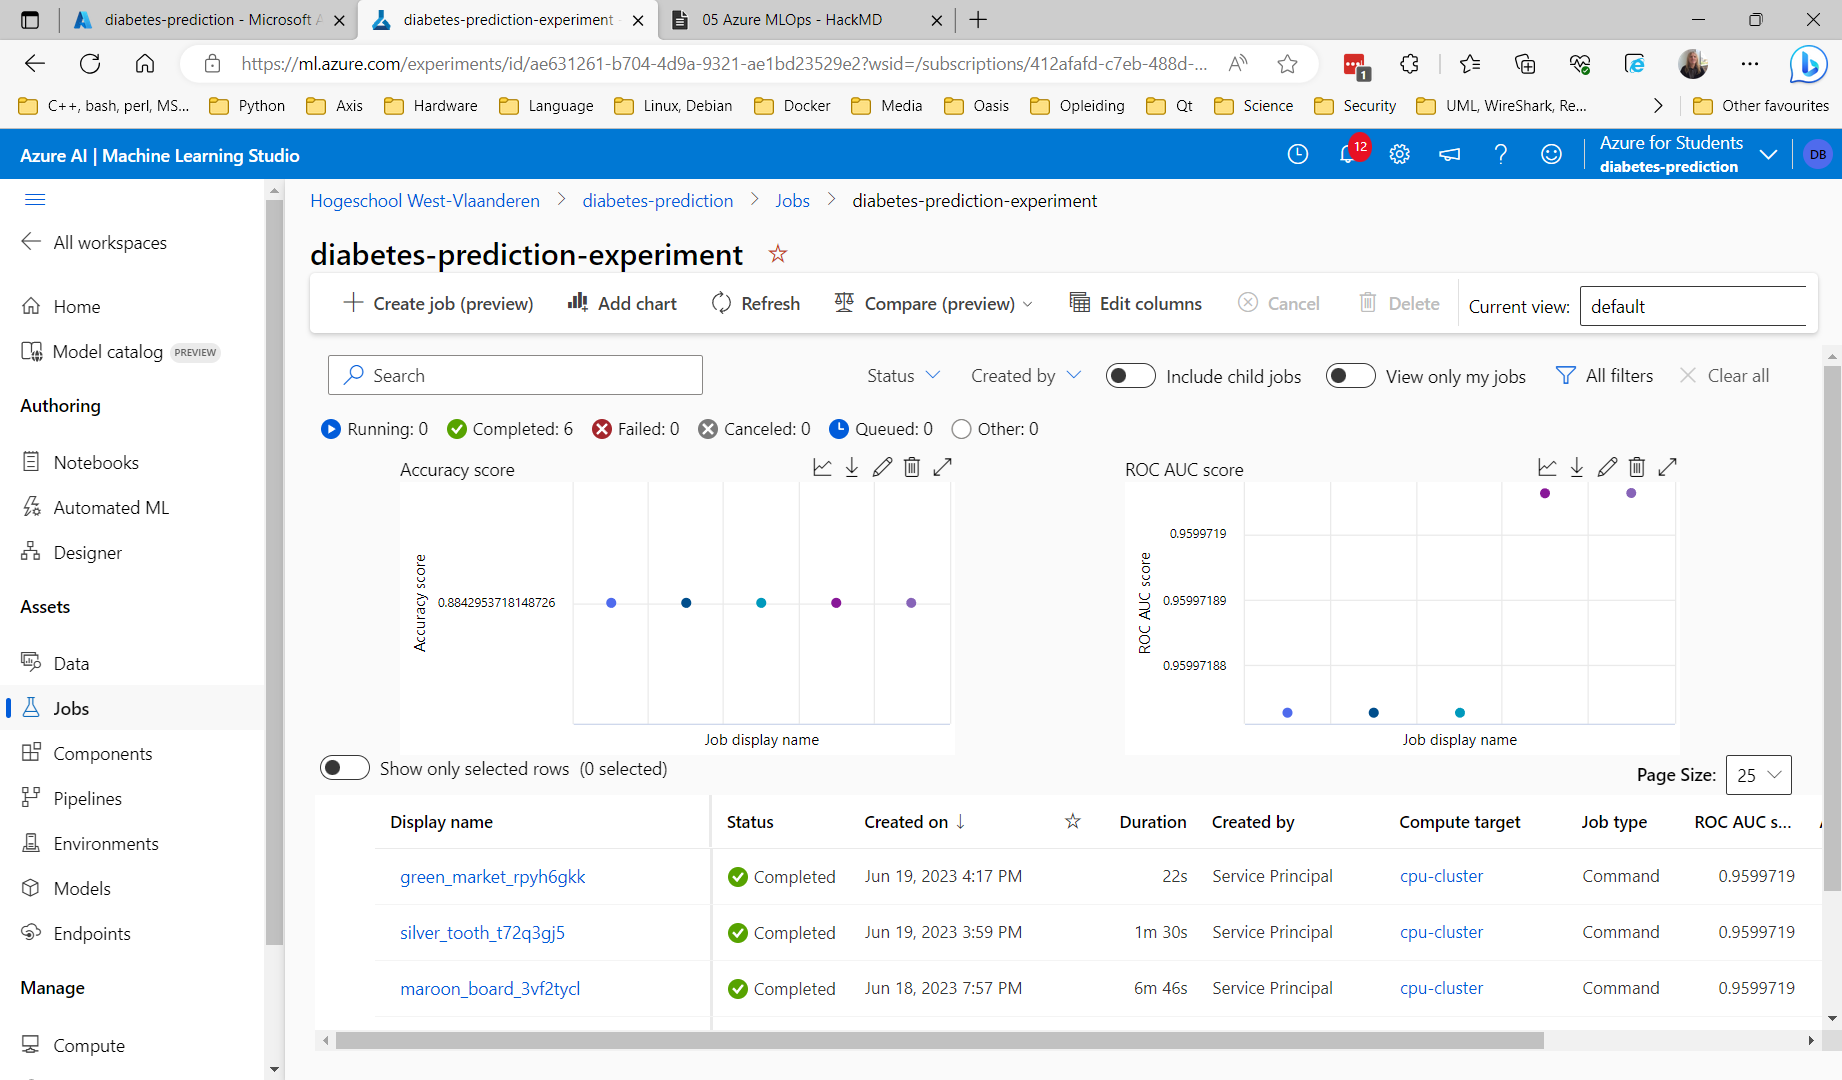 diabetes-prediction - Microsoft A
diabetes-prediction-experiment -
05 Azure MLOps - HackMD
https://ml.azure.com/experiments/id/ae631261-b704-4d9a-9321-ae1bd23529e2?wsid=/subscriptions/412afafd-c7eb-488d-...
1
C++, bash, perl, MS...
Python
Axis
Hardware
Language
Linux, Debian
Docker
Media
Oasis
Opleiding
Qt
Science
Security
UML, WireShark, Re...
Other favourites
Azure AI | Machine Learning Studio
12
Azure for Students
diabetes-prediction
DB
All workspaces
Home
Model catalog PREVIEW
Authoring
Notebooks
Automated ML
Designer
Assets
Data
Jobs
Components
Pipelines
Environments
Models
Endpoints
Manage
Compute
Hogeschool West-Vlaanderen > diabetes-prediction > Jobs > diabetes-prediction-experiment
diabetes-prediction-experiment
Create job (preview)
Add chart
Refresh
Compare (preview)
Edit columns
Cancel
Delete
Current view:
default
Search
Status
Created by
Include child jobs
View only my jobs
All filters
Clear all
Running: 0
Completed: 6
Failed: 0
Canceled: 0
Queued: 0
Other: 0
Accuracy score
Accuracy score
0.8842953718148726
Job display name
ROC AUC score
ROC AUC score
0.9599719
0.95997189
0.95997188
Job display name
Show only selected rows (0 selected)
Page Size: 25
Display name Status Created on ↓ Duration Created by Compute target Job type ROC AUC s...
green_market_rpyh6gkk Completed Jun 19, 2023 4:17 PM 22s Service Principal cpu-cluster Command 0.9599719
silver_tooth_t72q3gj5 Completed Jun 19, 2023 3:59 PM 1m 30s Service Principal cpu-cluster Command 0.9599719
maroon_board_3vf2tycl Completed Jun 18, 2023 7:57 PM 6m 46s Service Principal cpu-cluster Command 0.9599719